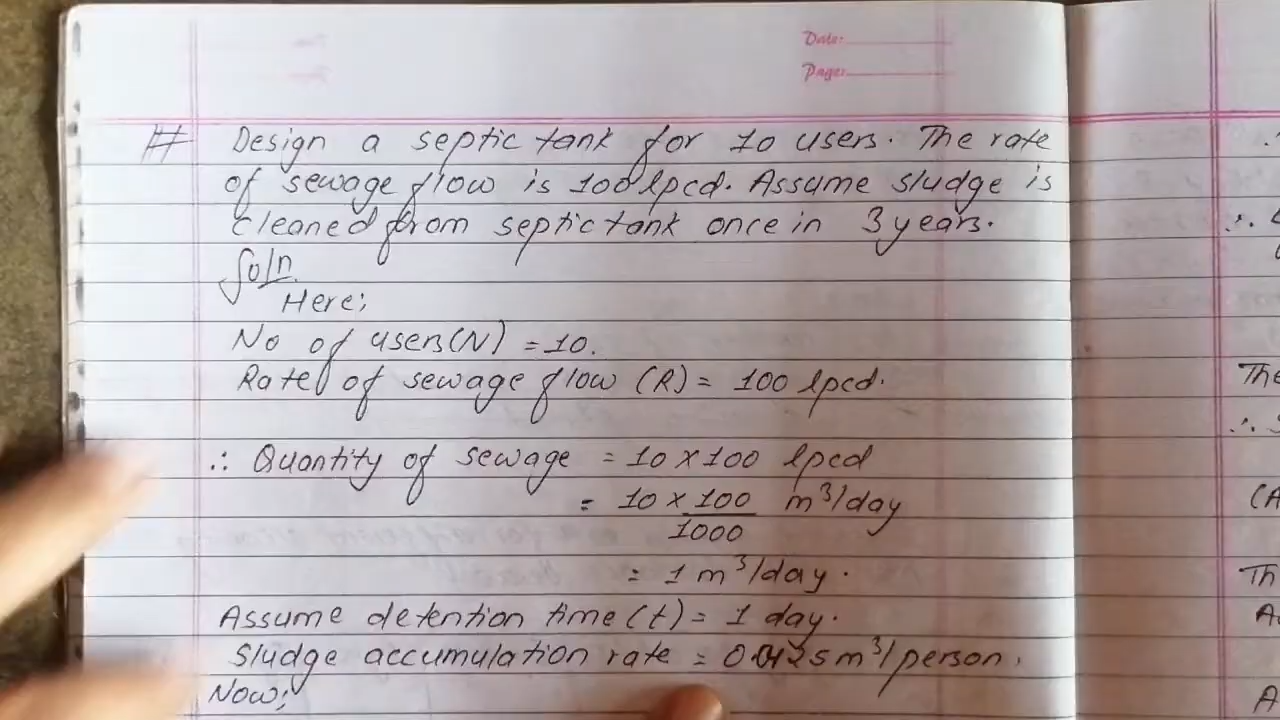 Date:
Page:
# Design a septic tank for 10 users. The rate
of sewage flow is 100 lpcd. Assume sludge is
cleaned from septic tank once in 3 years.
Soln
Here;
No of users(N) = 10.
Rate of sewage flow (R) = 100 lpcd.
∴ Quantity of sewage = 10 x 100 lpcd
= 10 x 100 / 1000 m³/day
= 1 m³/day.
Assume detention time (t) = 1 day.
Sludge accumulation rate = m³/person.
Now;
The
∴
(A
Th
A